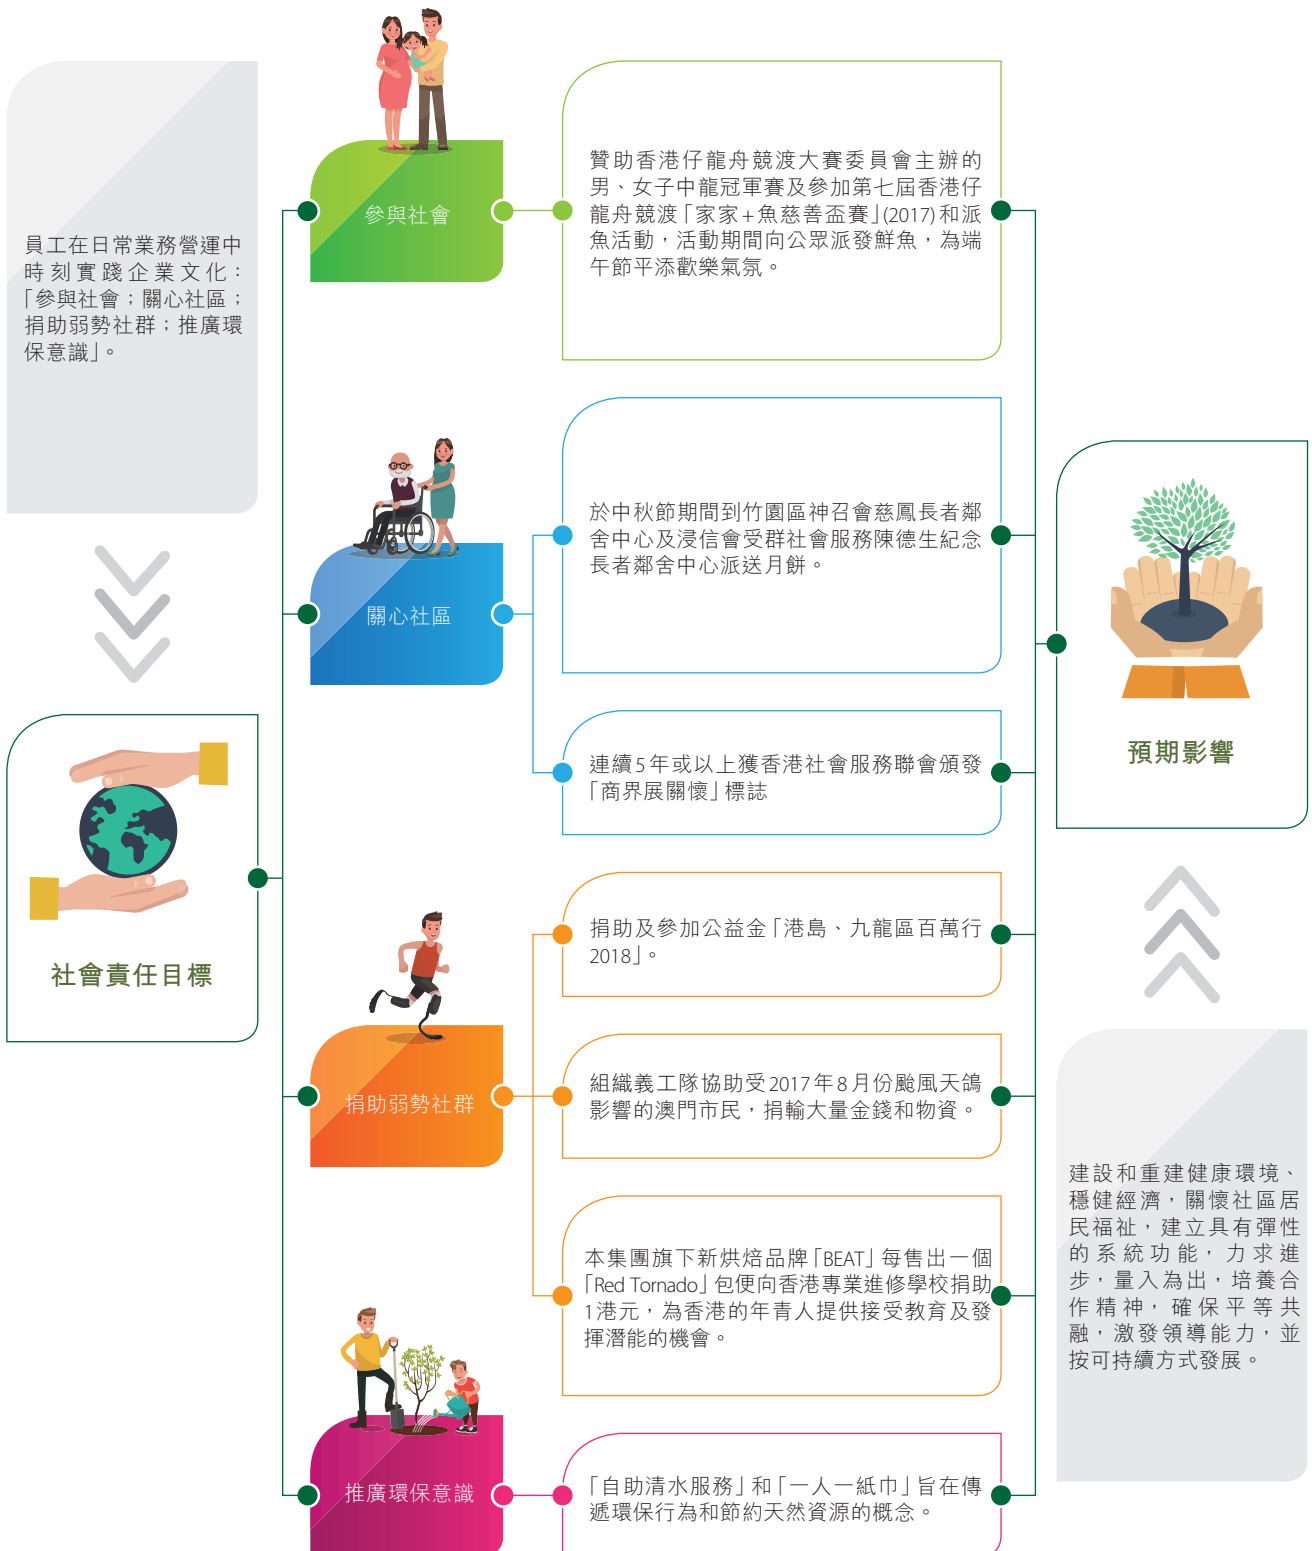 員工在日常業務營運中
時刻實踐企業文化：
「參與社會；關心社區；
捐助弱勢社群；推廣環
保意識」。
社會責任目標
參與社會
贊助香港仔龍舟競渡大賽委員會主辦的
男、女子中龍冠軍賽及參加第七屆香港仔
龍舟競渡「家家+魚慈善盃賽」(2017)和派
魚活動，活動期間向公眾派發鮮魚，為端
午節平添歡樂氣氛。
關心社區
於中秋節期間到竹園區神召會慈鳳長者鄰
舍中心及浸信會受群社會服務陳德生紀念
長者鄰舍中心派送月餅。
連續5年或以上獲香港社會服務聯會頒發
「商界展關懷」標誌
捐助弱勢社群
捐助及參加公益金「港島、九龍區百萬行
2018」。
組織義工隊協助受2017年8月份颱風天鴿
影響的澳門市民，捐輸大量金錢和物資。
本集團旗下新烘焙品牌「BEAT」每售出一個
「Red Tornado」包便向香港專業進修學校捐助
1港元，為香港的年青人提供接受教育及發
揮潛能的機會。
推廣環保意識
「自助清水服務」和「一人一紙巾」旨在傳
遞環保行為和節約天然資源的概念。
預期影響
建設和重建健康環境、
穩健經濟，關懷社區居
民福祉，建立具有彈性
的系統功能，力求進
步，量入為出，培養合
作精神，確保平等共
融，激發領導能力，並
按可持續方式發展。